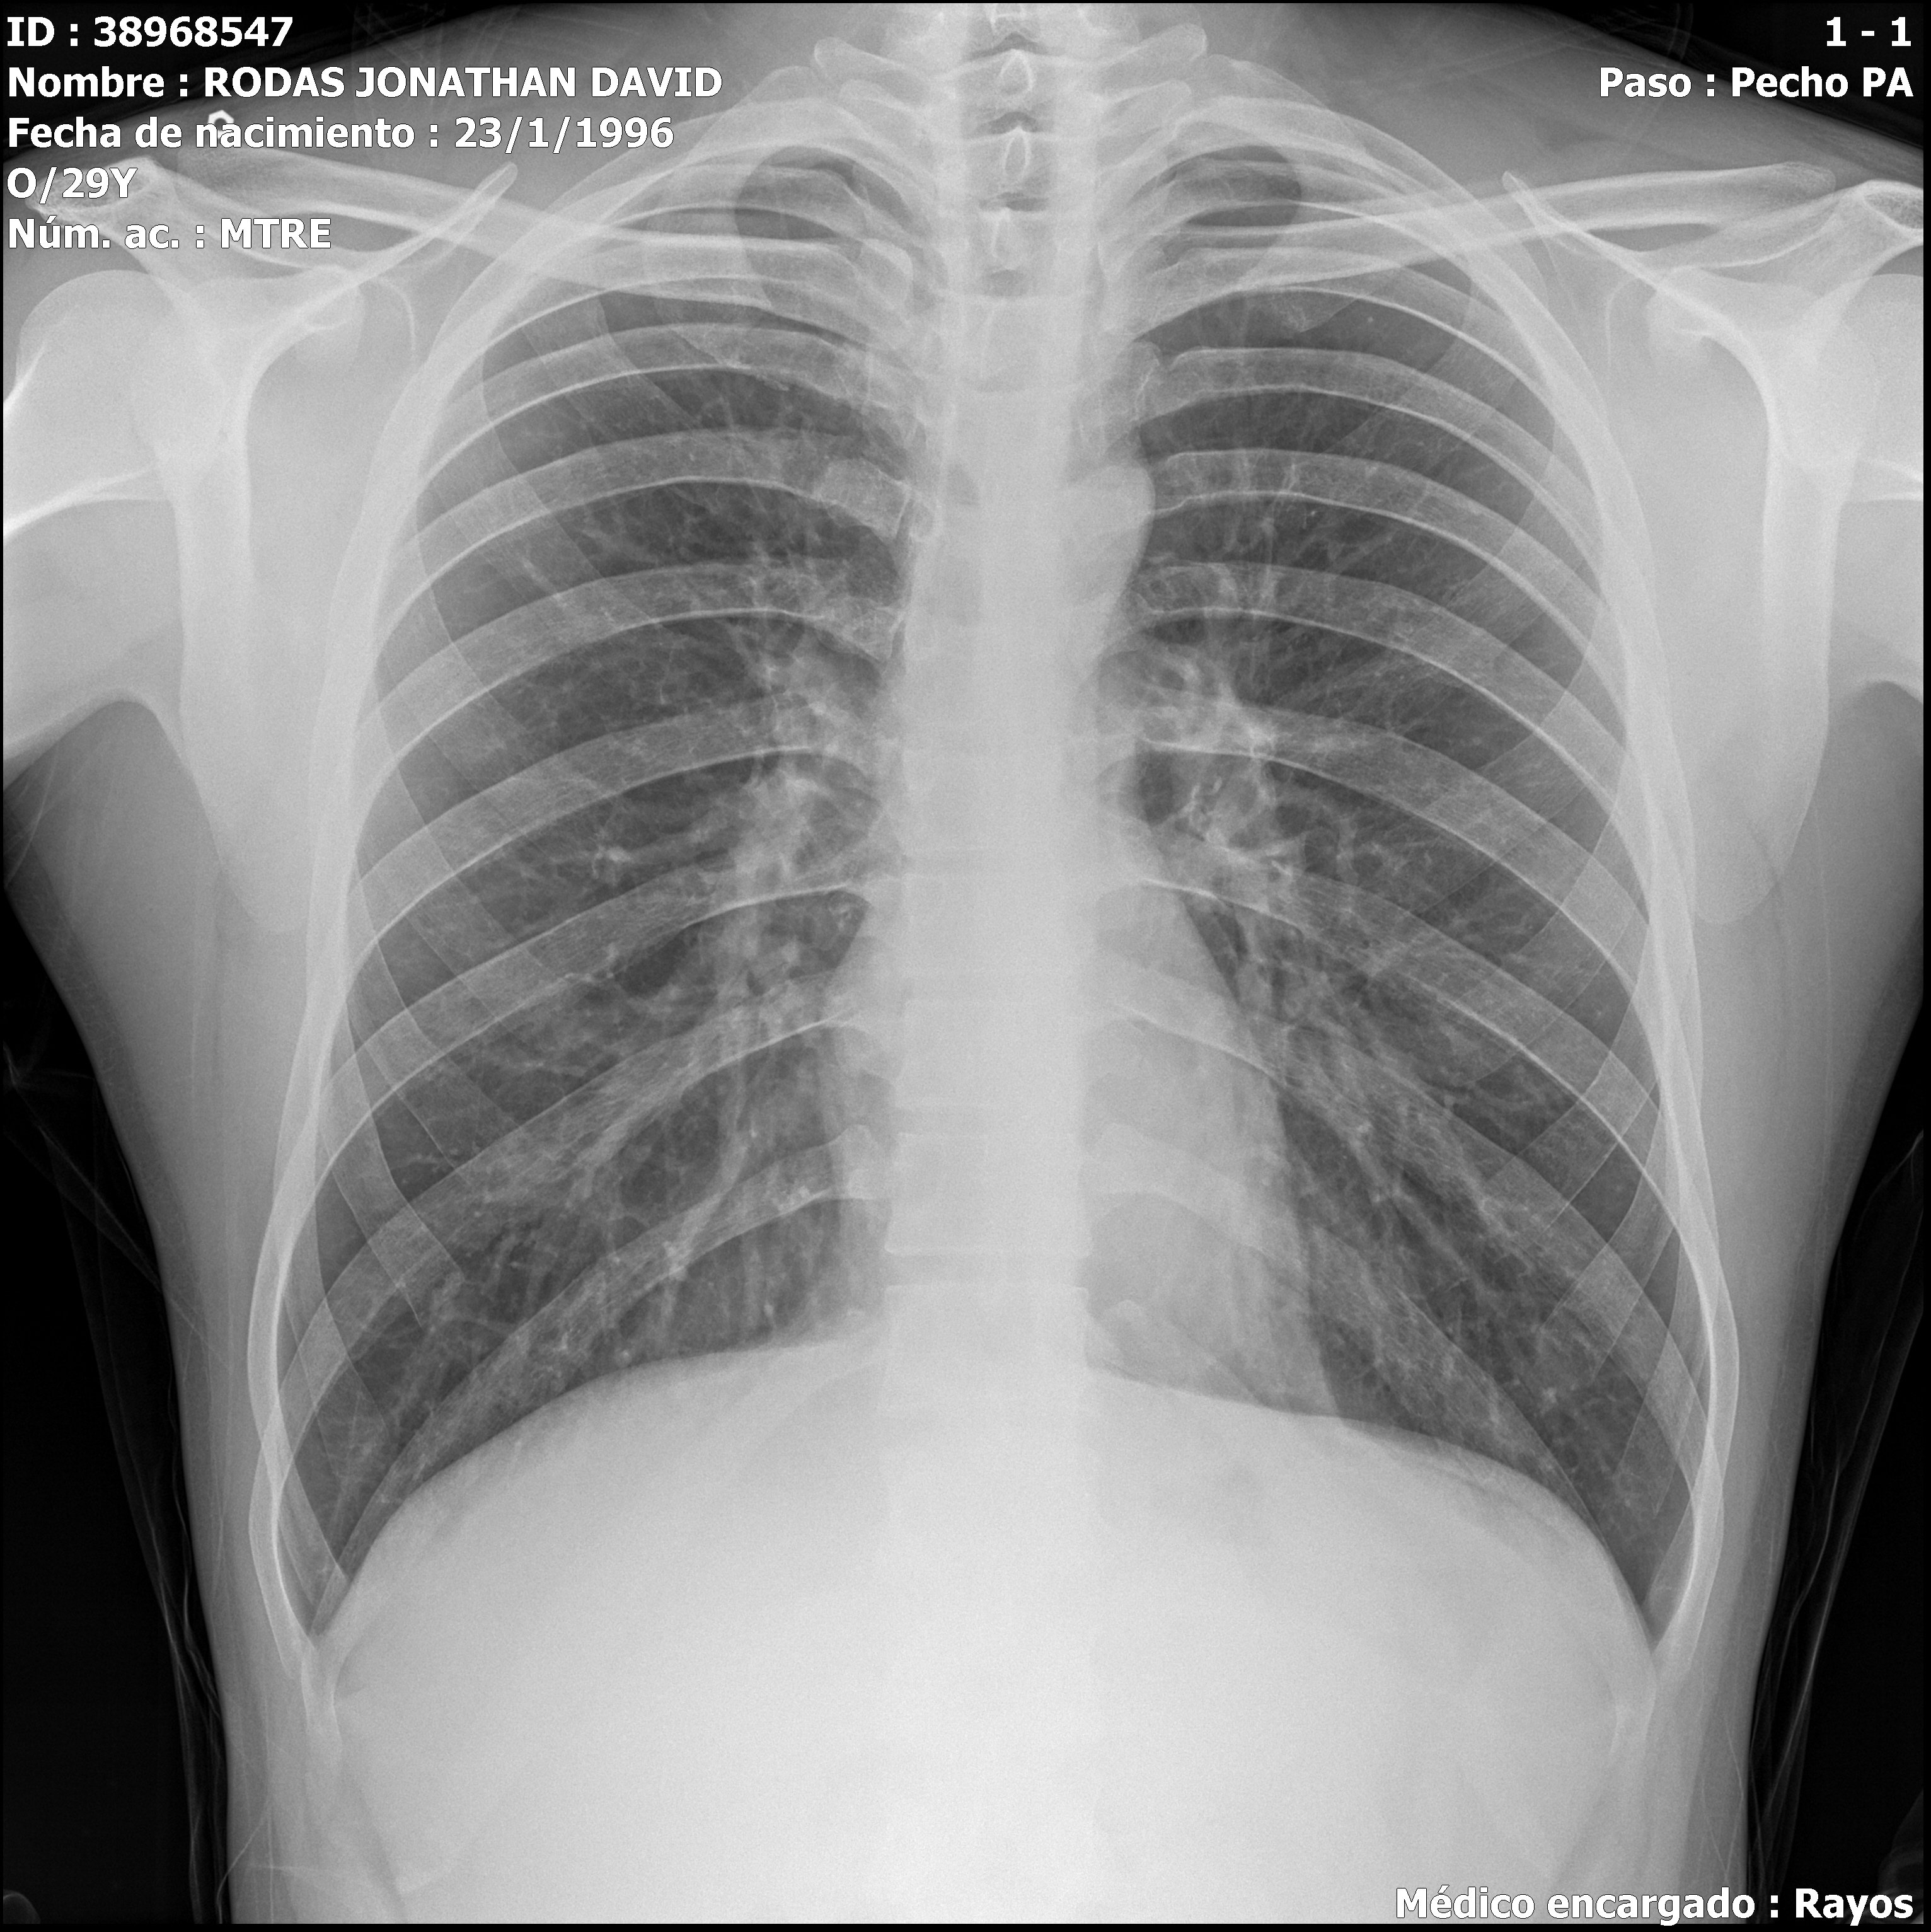 ID : 38968547
Nombre : RODAS JONATHAN DAVID
Fecha de nacimiento : 23/1/1996
O/29Y
Núm. ac. : MTRE
1 - 1
Paso : Pecho PA
Médico encargado : Rayos